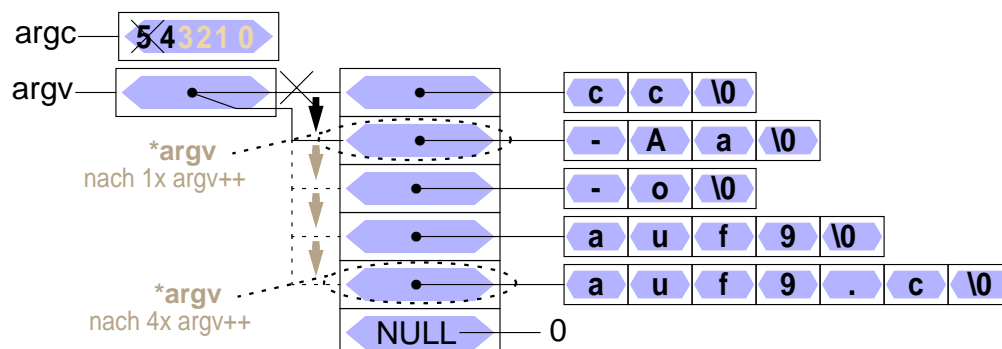 argc 5 4 3 2 1 0
argv c c \0
- A a \0
*argv
nach 1x argv++
- o \0
a u f 9 \0
a u f 9 . c \0
*argv
nach 4x argv++
NULL 0